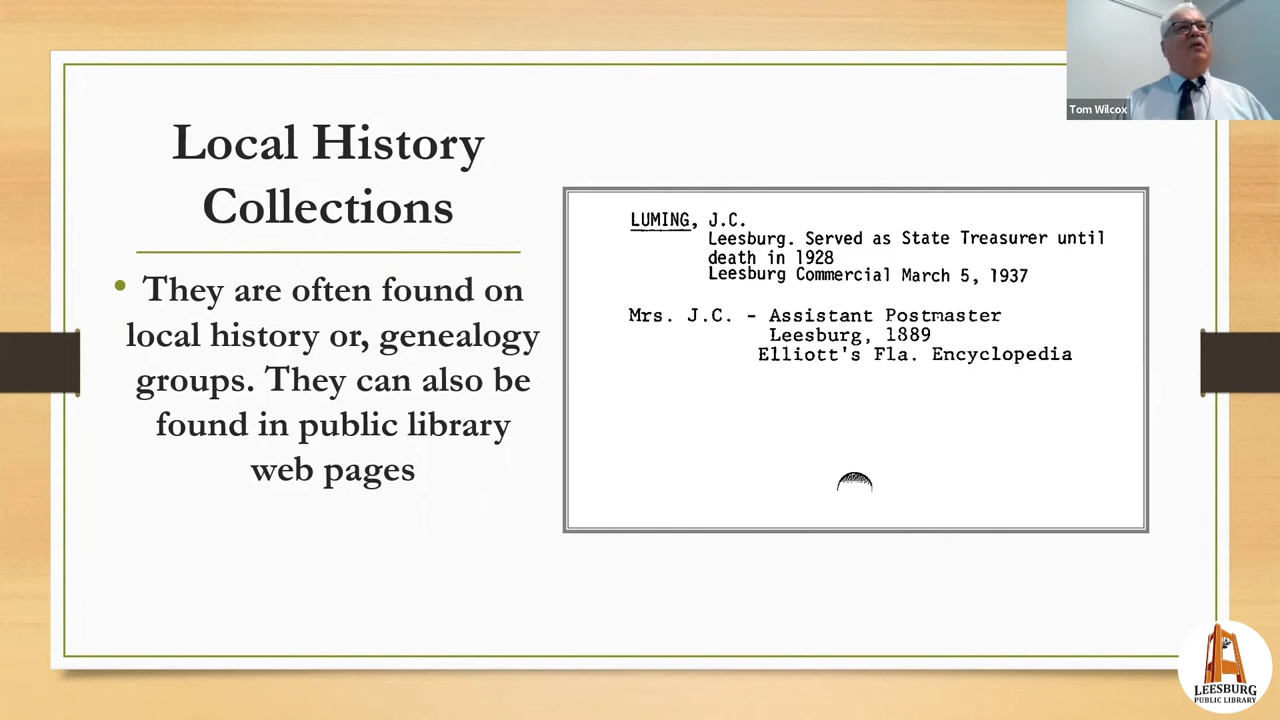 Tom Wilcox
Local History
Collections
• They are often found on
local history or, genealogy
groups. They can also be
found in public library
web pages
LUMING, J.C.
Leesburg. Served as State Treasurer until
death in 1928
Leesburg Commercial March 5, 1937
Mrs. J.C. - Assistant Postmaster
Leesburg, 1889
Elliott's Fla. Encyclopedia
LEESBURG
PUBLIC LIBRARY